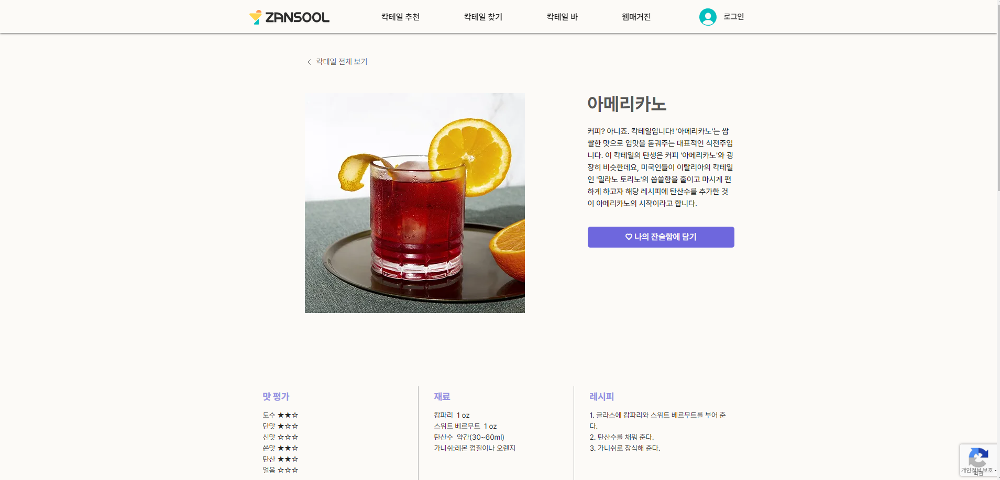 ZANSOOL
칵테일 추천
칵테일 찾기
칵테일 바
웹매거진
로그인
칵테일 전체 보기
아메리카노
커피? 아니죠. 칵테일입니다! '아메리카노'는 쌉
쌀한 맛으로 입맛을 돋궈주는 대표적인 식전주입
니다. 이 칵테일의 탄생은 커피 '아메리카노'와 굉
장히 비슷한데요, 미국인들이 이탈리아의 칵테일
인 '밀라노 토리노'의 씁쓸함을 줄이고 마시게 편
하게 하고자 해당 레시피에 탄산수를 추가한 것
이 아메리카노의 시작이라고 합니다.
♡ 나의 잔술함에 담기
맛 평가
도수 ★★☆
단맛 ★☆☆
신맛 ☆☆☆
쓴맛 ★★☆
탄산 ★★☆
얼음 ☆☆☆
재료
캄파리 1 oz
스위트 베르무트 1 oz
탄산수 약간(30~60ml)
가니쉬:레몬 껍질이나 오렌지
레시피
1. 글라스에 캄파리와 스위트 베르무트를 부어 준
다.
2. 탄산수를 채워 준다.
3. 가니쉬로 장식해 준다.
개인정보 보호 -
약관